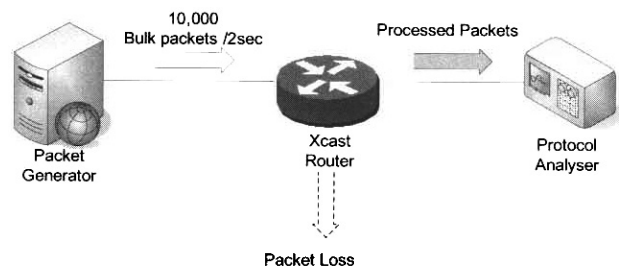 10,000
Bulk packets /2sec
Processed Packets
Packet
Generator
Xcast
Router
Protocol
Analyser
Packet Loss